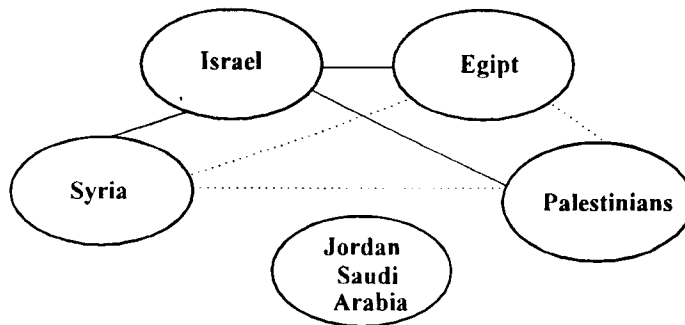 Israel
Egipt
Syria
Palestinians
Jordan
Saudi
Arabia